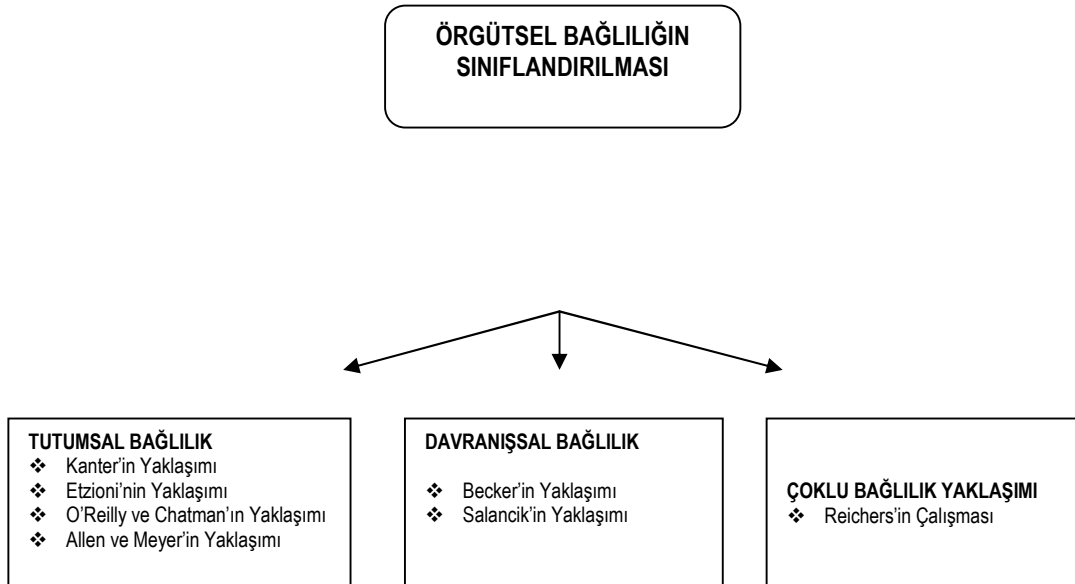 ÖRGÜTSEL BAĞLILIĞIN
SINIFLANDIRILMASI
TUTUMSAL BAĞLILIK
❖ Kanter'in Yaklaşımı
❖ Etzioni'nin Yaklaşımı
❖ O'Reilly ve Chatman'ın Yaklaşımı
❖ Allen ve Meyer'in Yaklaşımı
DAVRANIŞSAL BAĞLILIK
❖ Becker'in Yaklaşımı
❖ Salancik'in Yaklaşımı
ÇOKLU BAĞLILIK YAKLAŞIMI
❖ Reichers'in Çalışması